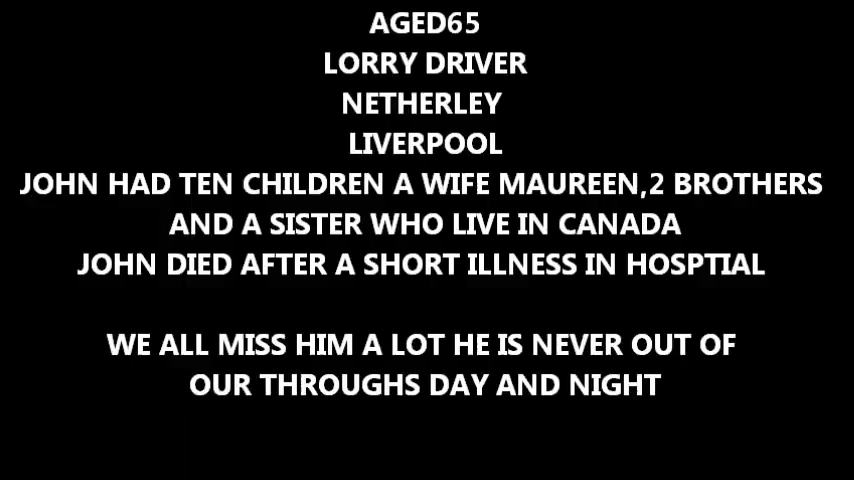 AGED65
LORRY DRIVER
NETHERLEY
LIVERPOOL
JOHN HAD TEN CHILDREN A WIFE MAUREEN,2 BROTHERS
AND A SISTER WHO LIVE IN CANADA
JOHN DIED AFTER A SHORT ILLNESS IN HOSPTIAL
WE ALL MISS HIM A LOT HE IS NEVER OUT OF
OUR THROUGHS DAY AND NIGHT